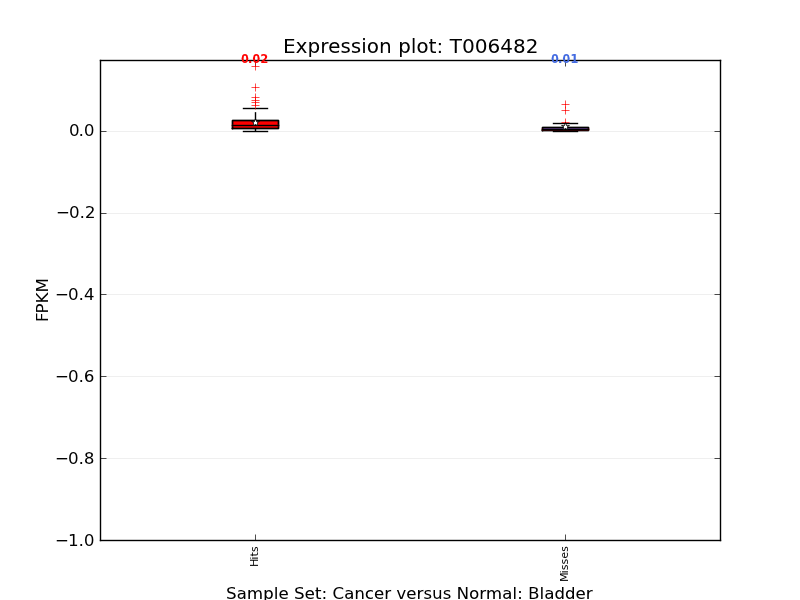 Expression plot: T006482
0.02
0.01
0.0
−0.2
−0.4
−0.6
−0.8
−1.0
FPKM
Hits
Misses
Sample Set: Cancer versus Normal: Bladder